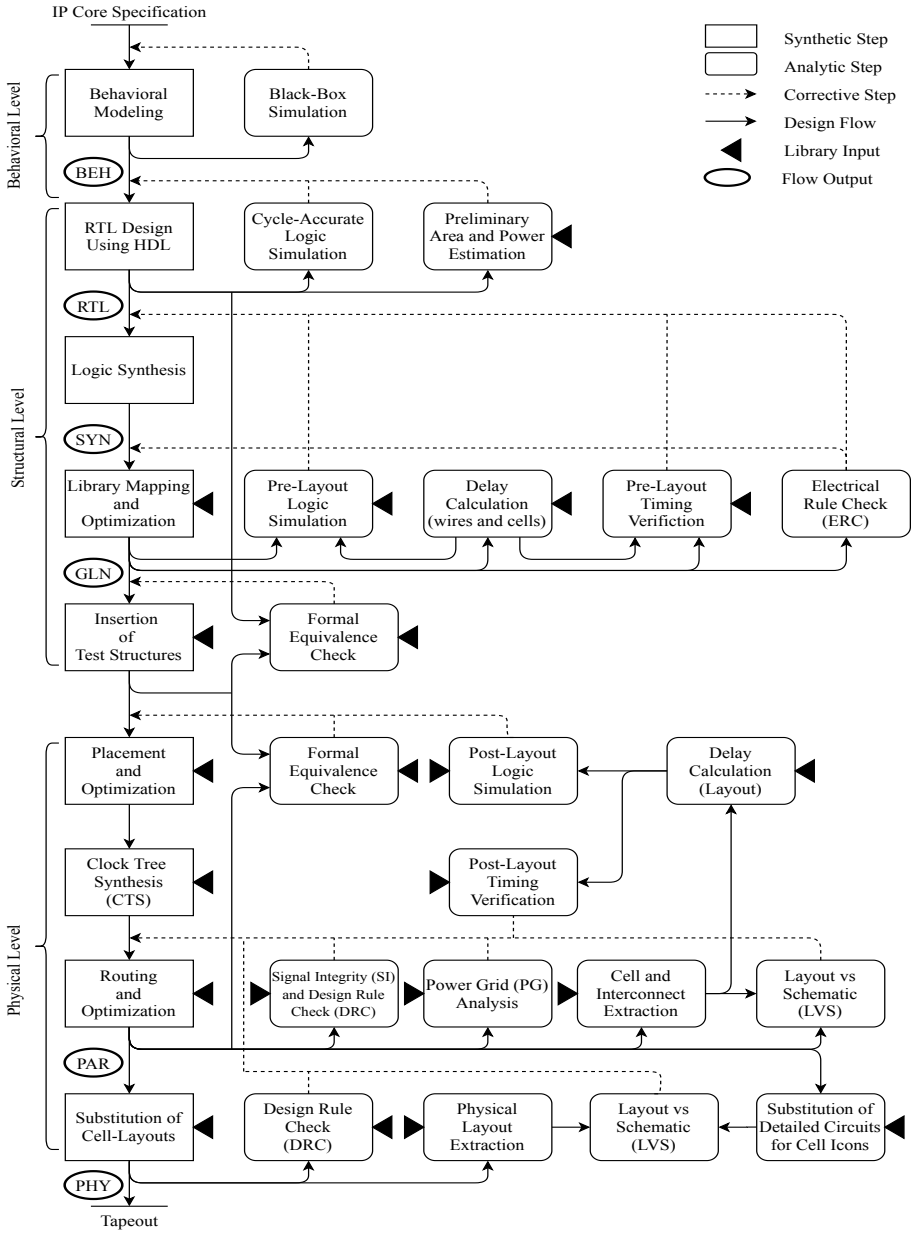 IP Core Specification
Synthetic Step
Analytic Step
Corrective Step
Design Flow
Library Input
Flow Output
Behavioral Level
Behavioral
Modeling
Black-Box
Simulation
BEH
Structural Level
RTL Design
Using HDL
Cycle-Accurate
Logic
Simulation
Preliminary
Area and Power
Estimation
RTL
Logic Synthesis
SYN
Library Mapping
and
Optimization
Pre-Layout
Logic
Simulation
Delay
Calculation
(wires and cells)
Pre-Layout
Timing
Verifiction
Electrical
Rule Check
(ERC)
GLN
Insertion
of
Test Structures
Formal
Equivalence
Check
Physical Level
Placement
and
Optimization
Formal
Equivalence
Check
Post-Layout
Logic
Simulation
Delay
Calculation
(Layout)
Clock Tree
Synthesis
(CTS)
Post-Layout
Timing
Verification
Routing
and
Optimization
Signal Integrity (SI)
and Design Rule
Check (DRC)
Power Grid (PG)
Analysis
Cell and
Interconnect
Extraction
Layout vs
Schematic
(LVS)
PAR
Substitution of
Cell-Layouts
Design Rule
Check
(DRC)
Physical
Layout
Extraction
Layout vs
Schematic
(LVS)
Substitution of
Detailed Circuits
for Cell Icons
PHY
Tapeout